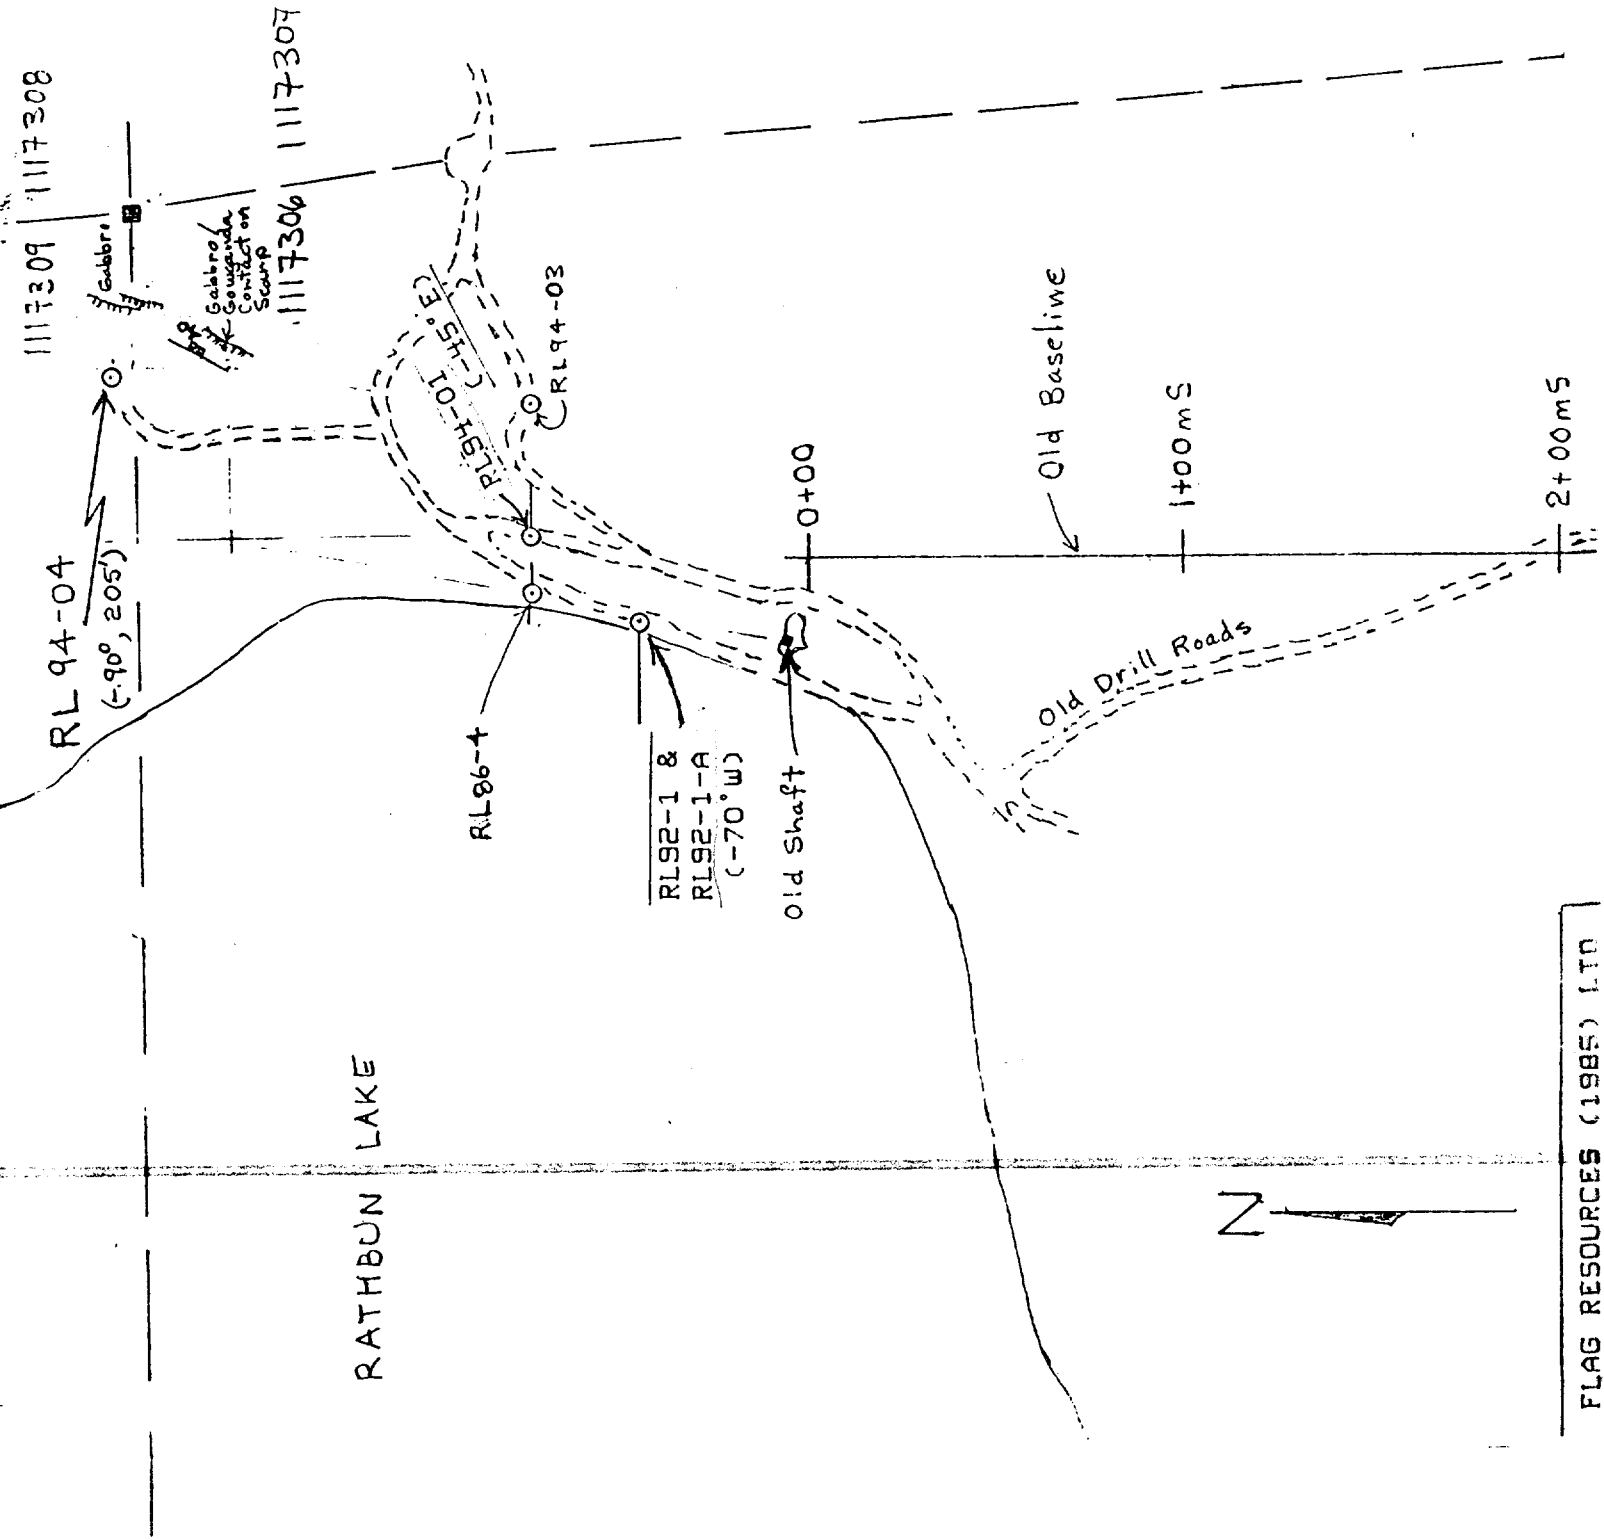 1117309
1117308
Gabbro
Gabbro/
Gowganda
Contact on
Scarp
1117306
1117307
RL94-04
(-90°, 205')
RL94-01
(-45° E)
RL94-03
RL86-4
RL92-1 &
RL92-1-A
(-70° W)
Old Shaft
0+00
Old Baseline
1+00mS
2+00mS
Old Drill Roads
RATHBUN LAKE
N
FLAG RESOURCES (1985) LTD